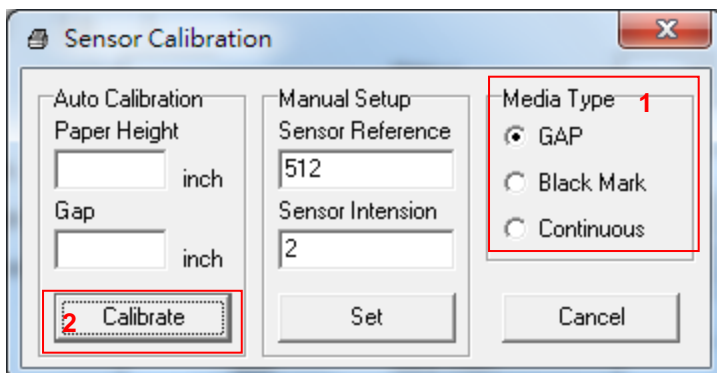 Sensor Calibration
Auto Calibration
Paper Height
inch
Gap
inch
2 Calibrate
Manual Setup
Sensor Reference
512
Sensor Intension
2
Set
Media Type 1
GAP
Black Mark
Continuous
Cancel